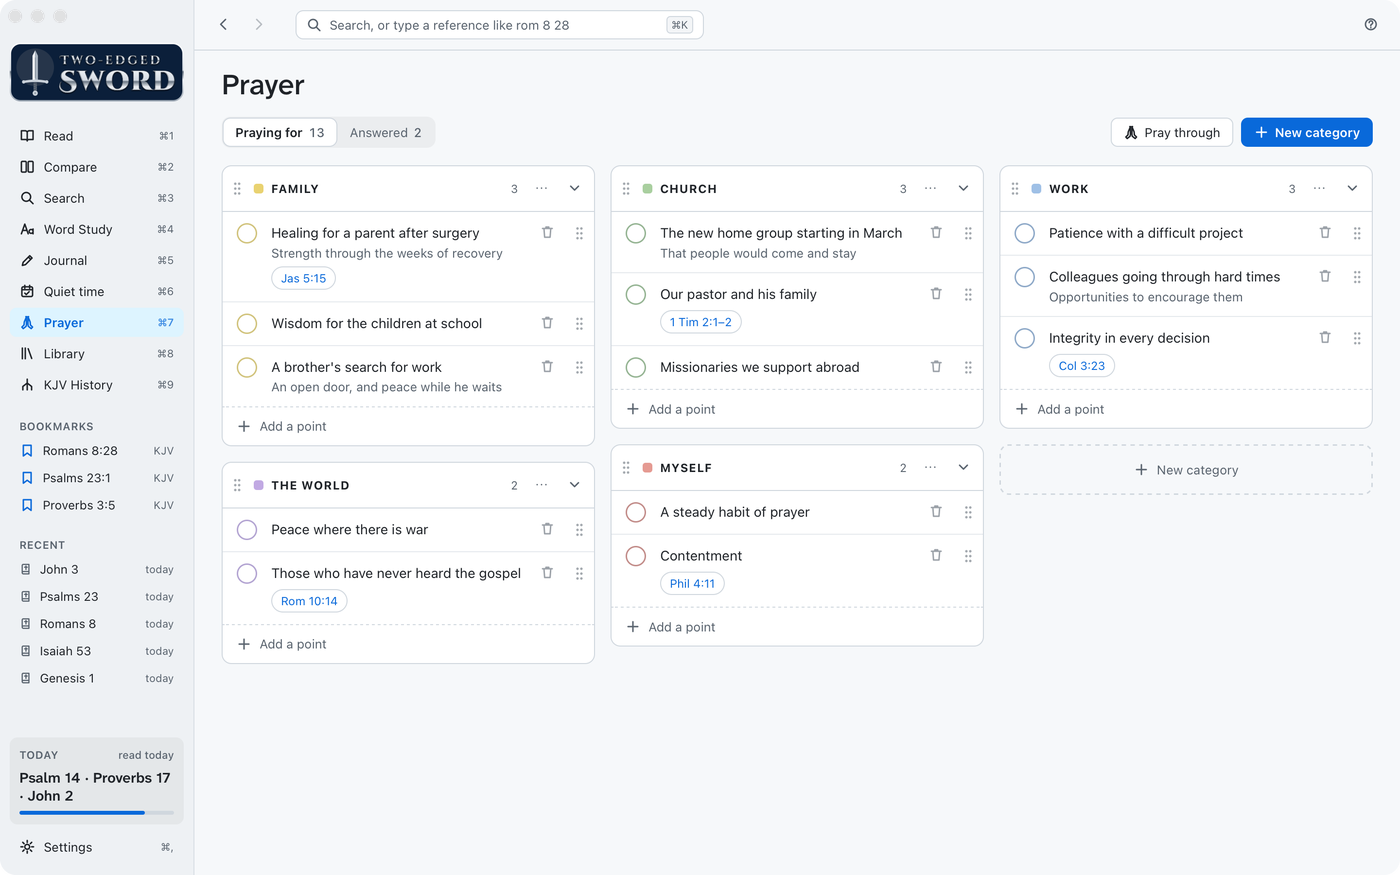 TWO-EDGED
SWORD
Read ⌘1
Compare ⌘2
Search ⌘3
Word Study ⌘4
Journal ⌘5
Quiet time ⌘6
Prayer ⌘7
Library ⌘8
KJV History ⌘9
BOOKMARKS
Romans 8:28 KJV
Psalms 23:1 KJV
Proverbs 3:5 KJV
RECENT
John 3 today
Psalms 23 today
Romans 8 today
Isaiah 53 today
Genesis 1 today
TODAY read today
Psalm 14 · Proverbs 17
· John 2
Settings ⌘,
Search, or type a reference like rom 8 28 ⌘K
Prayer
Praying for 13 Answered 2
Pray through
New category
FAMILY 3
Healing for a parent after surgery
Strength through the weeks of recovery
Jas 5:15
Wisdom for the children at school
A brother's search for work
An open door, and peace while he waits
Add a point
THE WORLD 2
Peace where there is war
Those who have never heard the gospel
Rom 10:14
Add a point
CHURCH 3
The new home group starting in March
That people would come and stay
Our pastor and his family
1 Tim 2:1–2
Missionaries we support abroad
Add a point
MYSELF 2
A steady habit of prayer
Contentment
Phil 4:11
Add a point
WORK 3
Patience with a difficult project
Colleagues going through hard times
Opportunities to encourage them
Integrity in every decision
Col 3:23
Add a point
New category